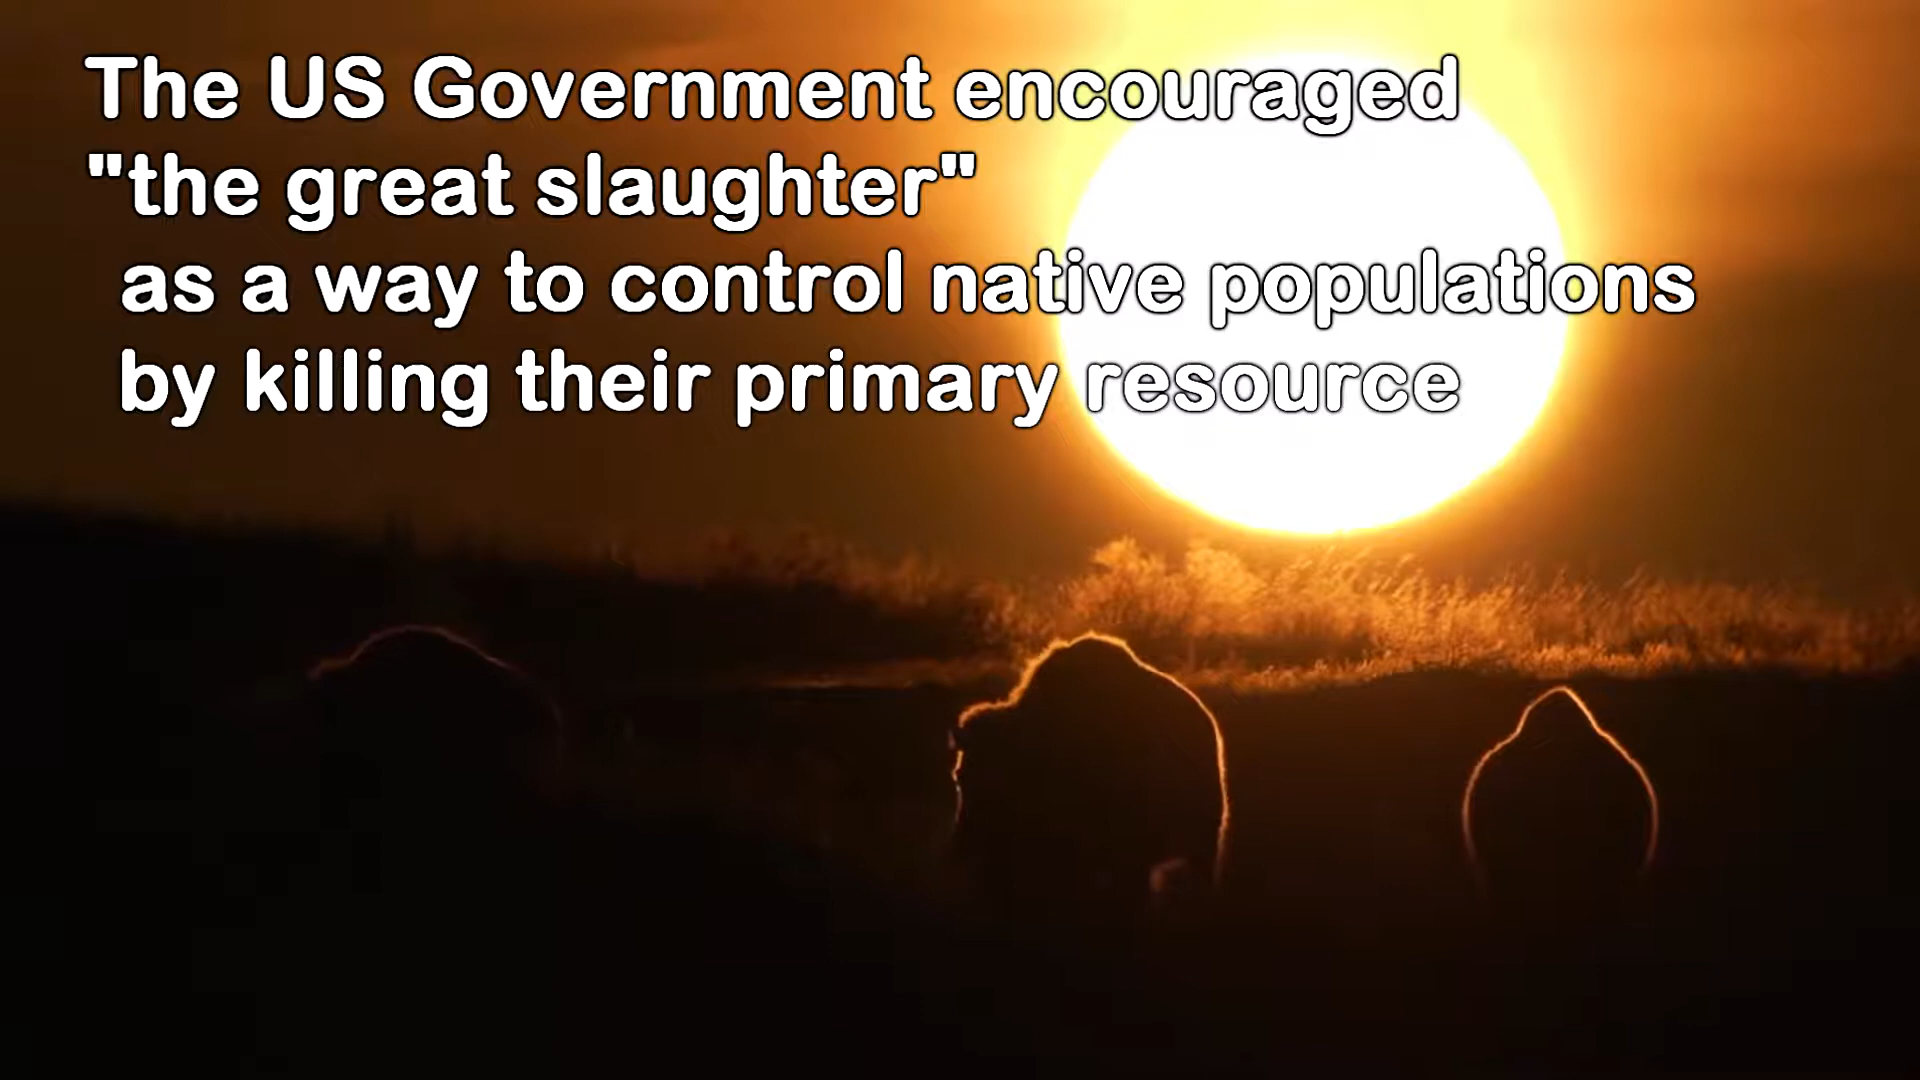 The US Government encouraged
"the great slaughter"
as a way to control native populations
by killing their primary resource